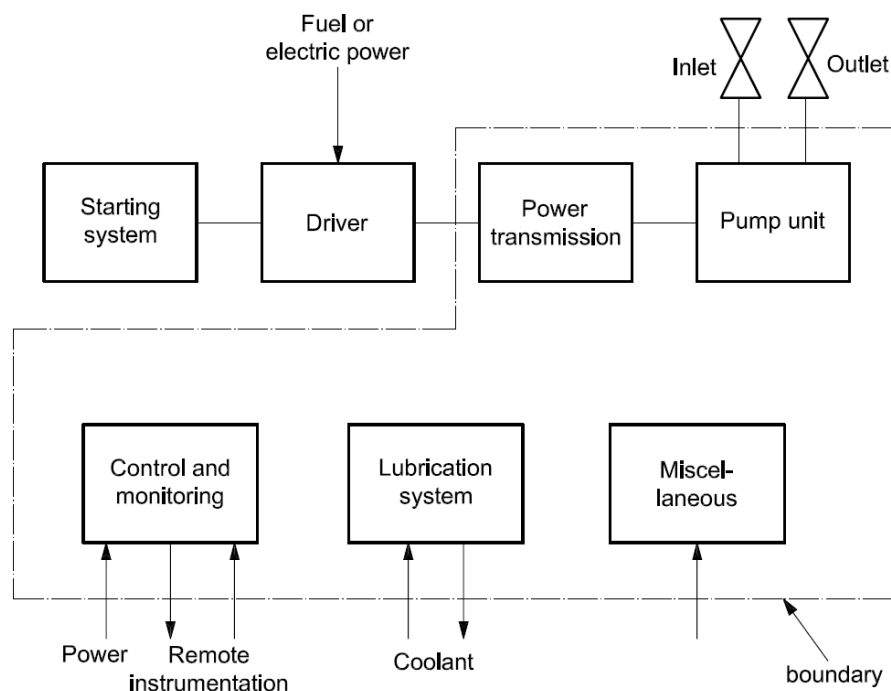 Fuel or
electric power
Inlet
Outlet
Starting
system
Driver
Power
transmission
Pump unit
Control and
monitoring
Lubrication
system
Miscel-
laneous
Power
Remote
instrumentation
Coolant
boundary